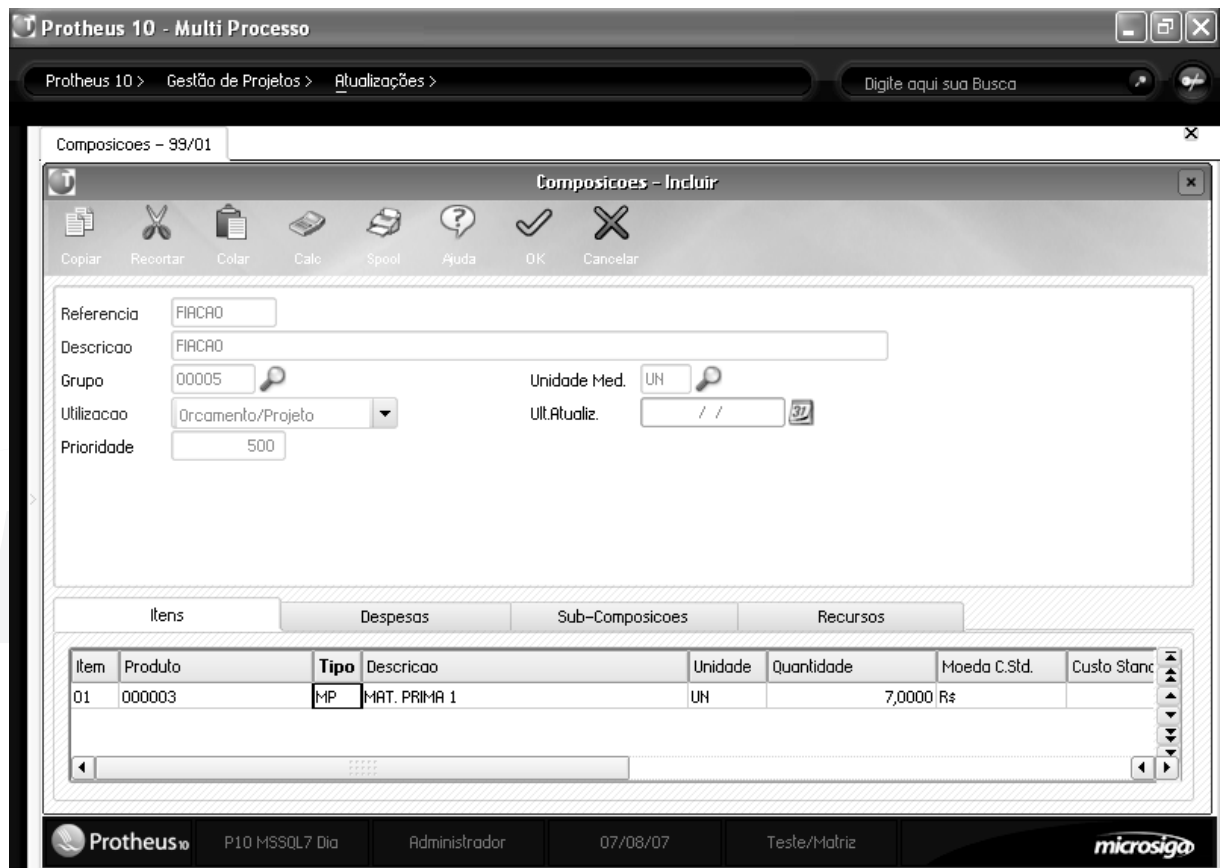 Protheus 10 - Multi Processo
Protheus 10 > Gestão de Projetos > Atualizações > Digite aqui sua Busca
Composicoes - 99/01
Composicoes - Incluir
Copiar Recortar Colar Calc Spool Ajuda OK Cancelar
Referencia FIACAO
Descricao FIACAO
Grupo 00005 Unidade Med. UN
Utilizacao Orcamento/Projeto Ult.Atualiz. / / 31
Prioridade 500
Itens Despesas Sub-Composicoes Recursos
Item Produto Tipo Descricao Unidade Quantidade Moeda C.Std. Custo Stand
01 000003 MP MAT. PRIMA 1 UN 7,0000 R$
Protheus10 P10 MSSQL7 Dia Administrador 07/08/07 Teste/Matriz microsiga